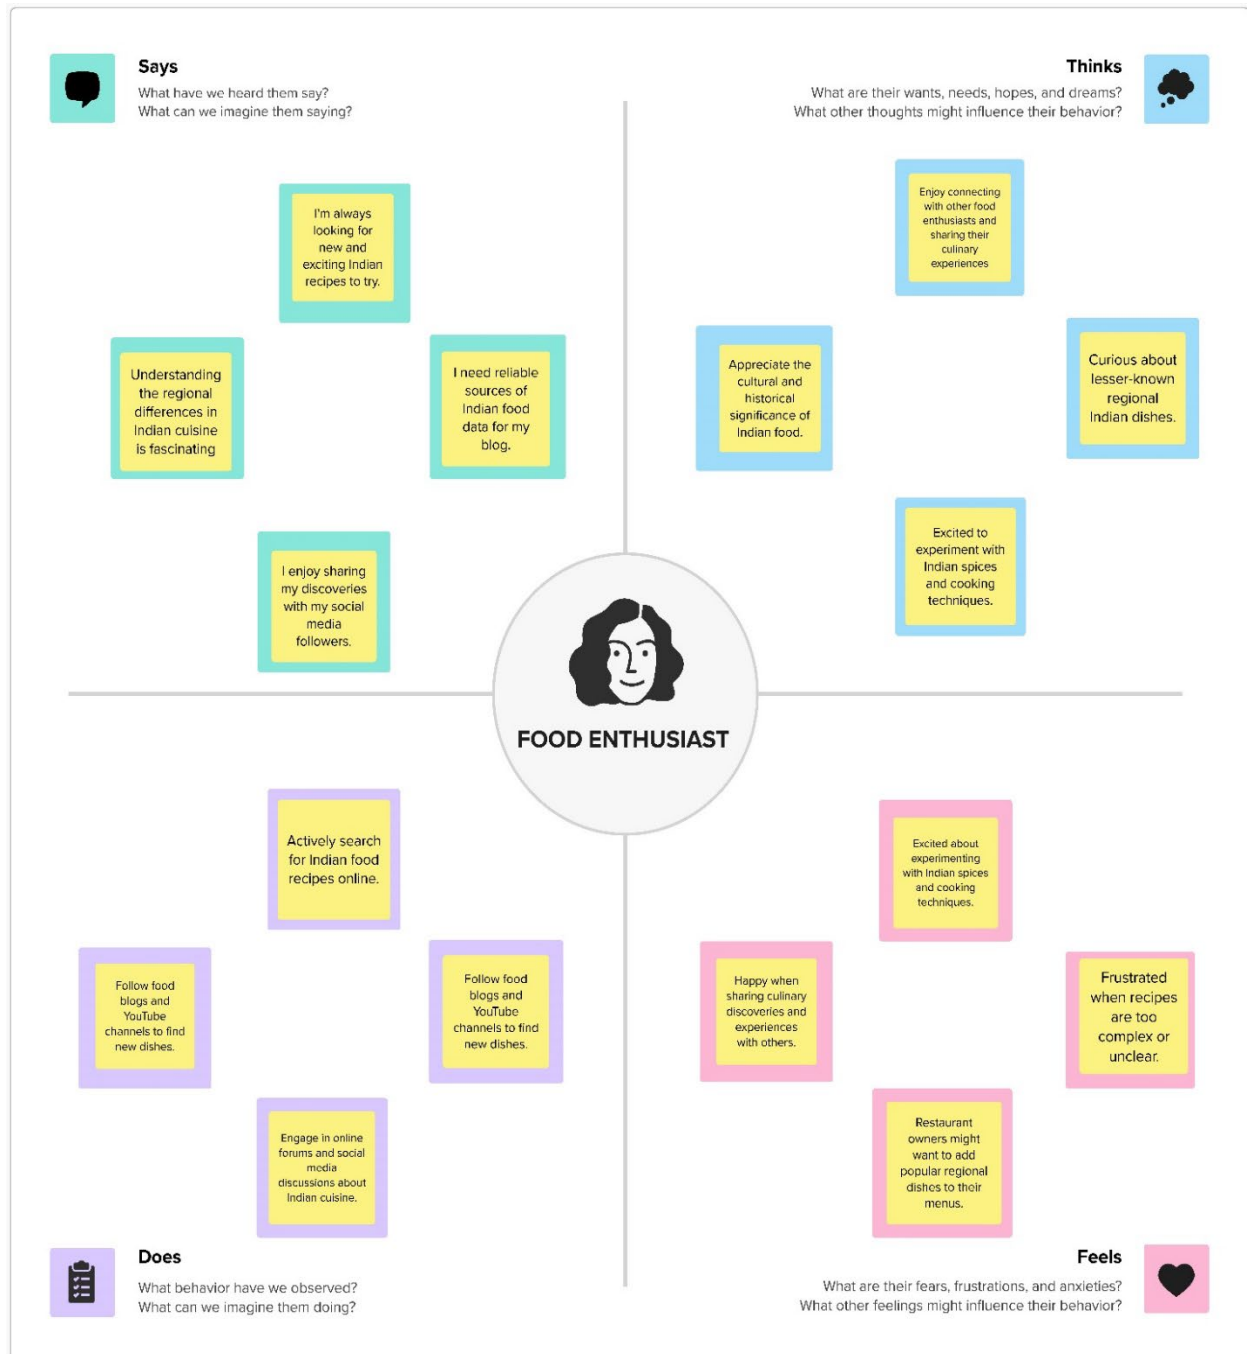 Says
What have we heard them say?
What can we imagine them saying?
I'm always
looking for
new and
exciting Indian
recipes to try.
Understanding
the regional
differences in
Indian cuisine
is fascinating
I need reliable
sources of
Indian food
data for my
blog.
I enjoy sharing
my discoveries
with my social
media
followers.
Thinks
What are their wants, needs, hopes, and dreams?
What other thoughts might influence their behavior?
Enjoy connecting
with other food
enthusiasts and
sharing their
culinary
experiences
Appreciate the
cultural and
historical
significance of
Indian food.
Curious about
lesser-known
regional
Indian dishes.
Excited to
experiment with
Indian spices
and cooking
techniques.
FOOD ENTHUSIAST
Actively search
for Indian food
recipes online.
Follow food
blogs and
YouTube
channels to find
new dishes.
Follow food
blogs and
YouTube
channels to find
new dishes.
Engage in online
forums and social
media
discussions about
Indian cuisine.
Does
What behavior have we observed?
What can we imagine them doing?
Excited about
experimenting
with Indian spices
and cooking
techniques.
Happy when
sharing culinary
discoveries and
experiences
with others.
Frustrated
when recipes
are too
complex or
unclear.
Restaurant
owners might
want to add
popular regional
dishes to their
menus.
Feels
What are their fears, frustrations, and anxieties?
What other feelings might influence their behavior?